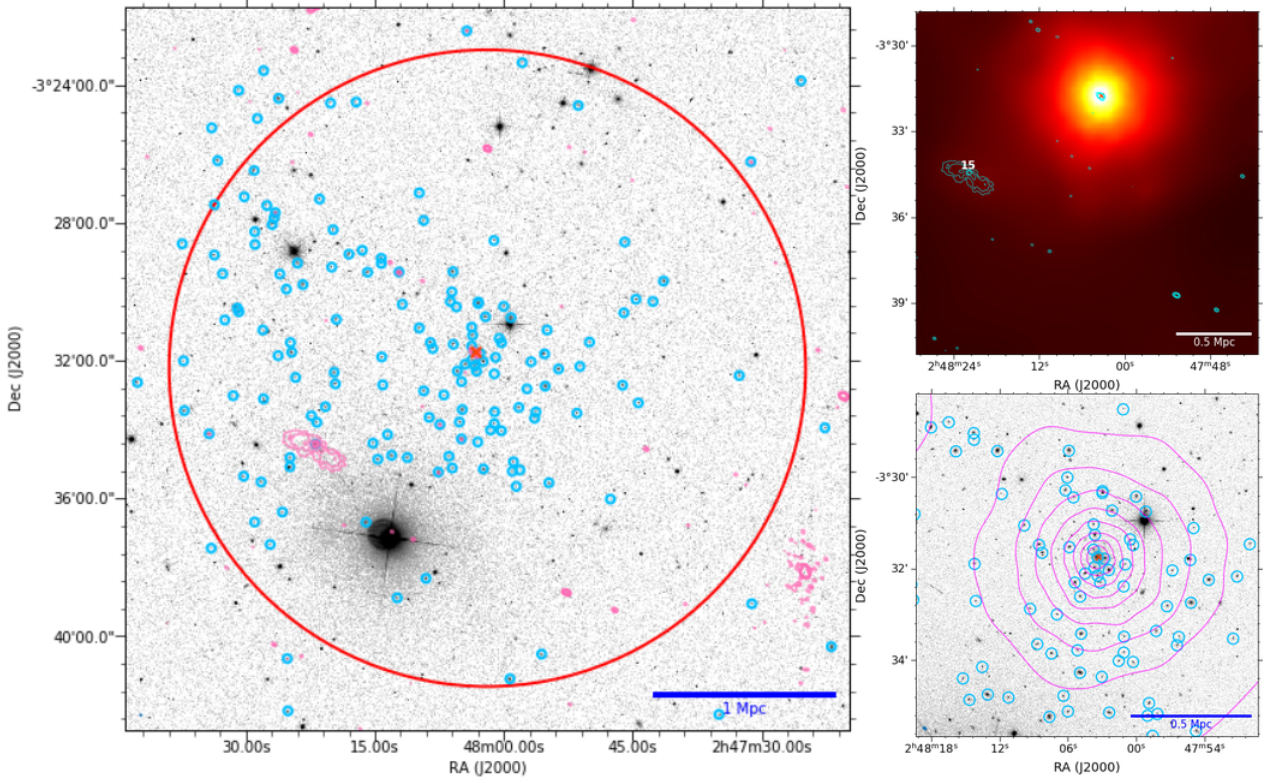 -3°24'00.0"
28'00.0"
32'00.0"
36'00.0"
40'00.0"
Dec (J2000)
30.00s
15.00s
48m00.00s
45.00s
2h47m30.00s
RA (J2000)
1 Mpc
-3°30'
33'
36'
39'
Dec (J2000)
15
0.5 Mpc
2h48m24s
12s
00s
47m48s
RA (J2000)
-3°30'
32'
34'
Dec (J2000)
0.5 Mpc
2h48m18s
12s
06s
00s
47m54s
RA (J2000)